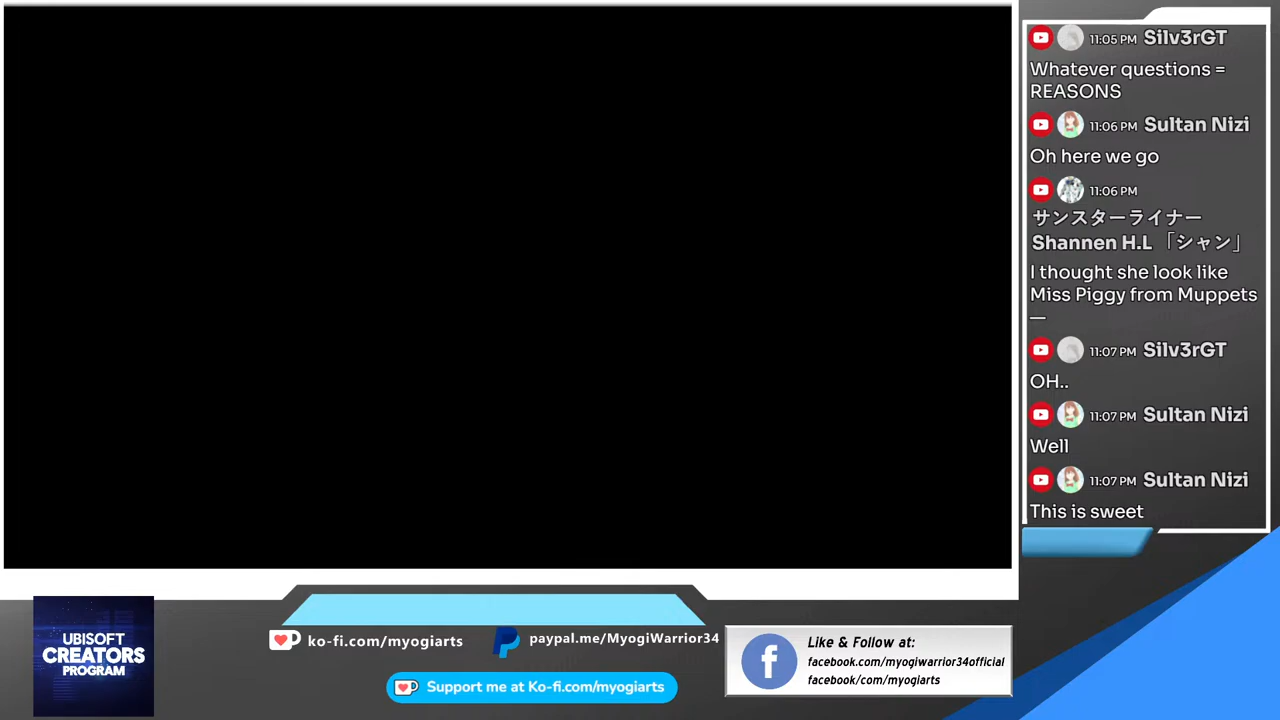 11:05 PM Silv3rGT
Whatever questions =
REASONS
11:06 PM Sultan Nizi
Oh here we go
11:06 PM
サンスターライナー
Shannen H.L「シャン」
I thought she look like
Miss Piggy from Muppets
—
11:07 PM Silv3rGT
OH..
11:07 PM Sultan Nizi
Well
11:07 PM Sultan Nizi
This is sweet
UBISOFT
CREATORS
PROGRAM
ko-fi.com/myogiarts
paypal.me/MyogiWarrior34
Support me at Ko-fi.com/myogiarts
Like & Follow at:
facebook.com/myogiwarrior34official
facebook/com/myogiarts